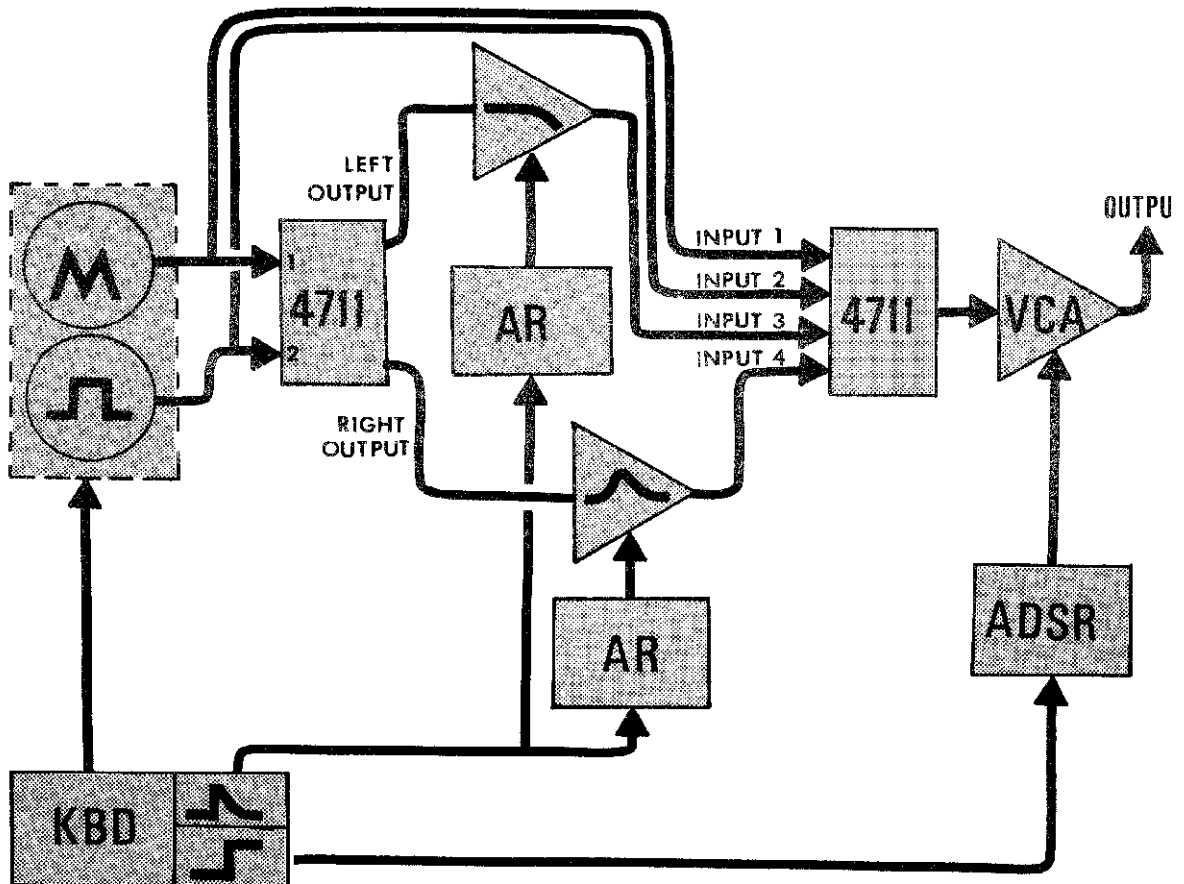 LEFT
OUTPUT
1
2
4711
AR
INPUT 1
INPUT 2
INPUT 3
INPUT 4
4711
VCA
OUTPU
RIGHT
OUTPUT
AR
ADSR
KBD